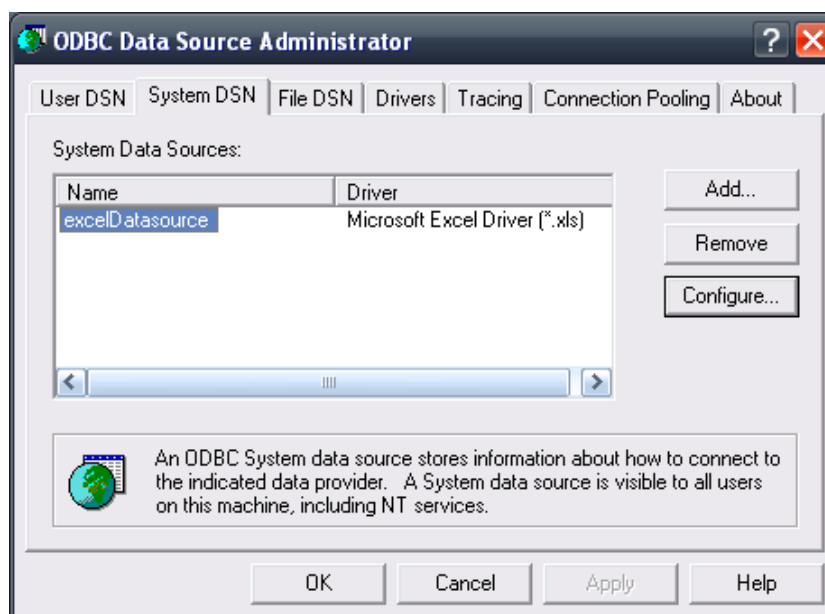 ODBC Data Source Administrator
User DSN System DSN File DSN Drivers Tracing Connection Pooling About
System Data Sources:
Name Driver
excelDatasource Microsoft Excel Driver (*.xls)
Add...
Remove
Configure...
An ODBC System data source stores information about how to connect to
the indicated data provider. A System data source is visible to all users
on this machine, including NT services.
OK Cancel Apply Help